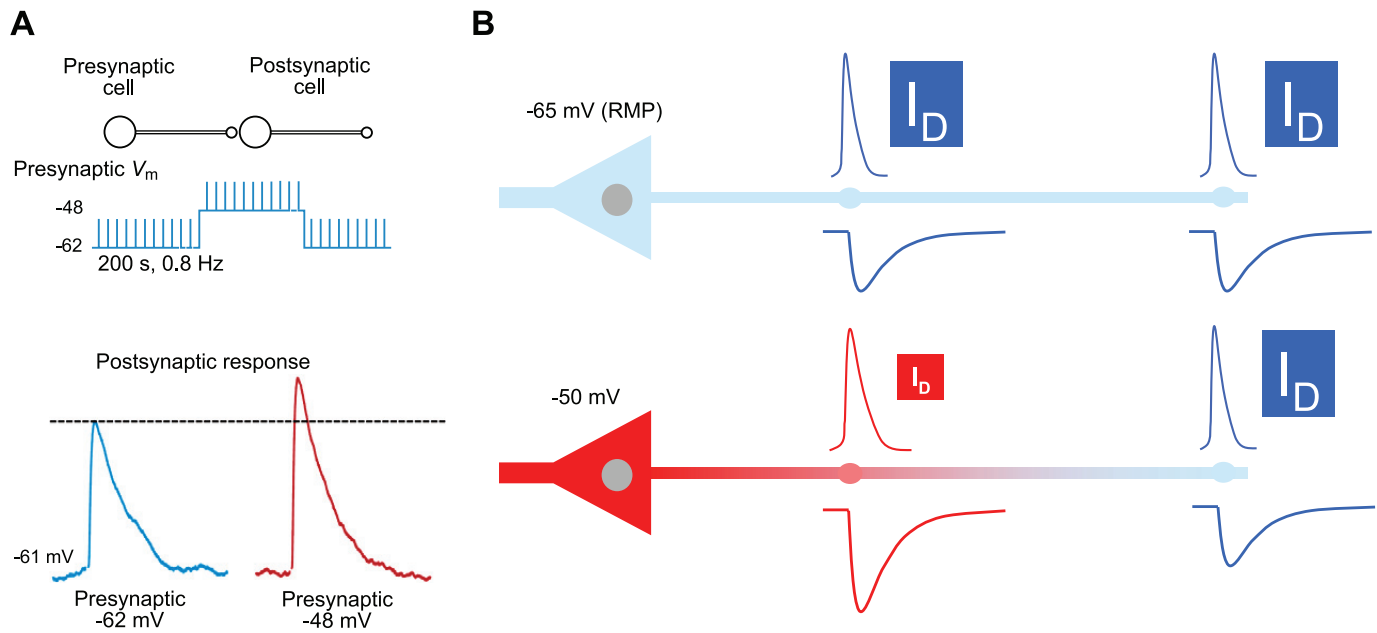 A
Presynaptic
cell
Postsynaptic
cell
Presynaptic Vm
-48
-62
200 s, 0.8 Hz
Postsynaptic response
-61 mV
Presynaptic
-62 mV
Presynaptic
-48 mV
B
-65 mV (RMP)
ID
ID
-50 mV
ID
ID